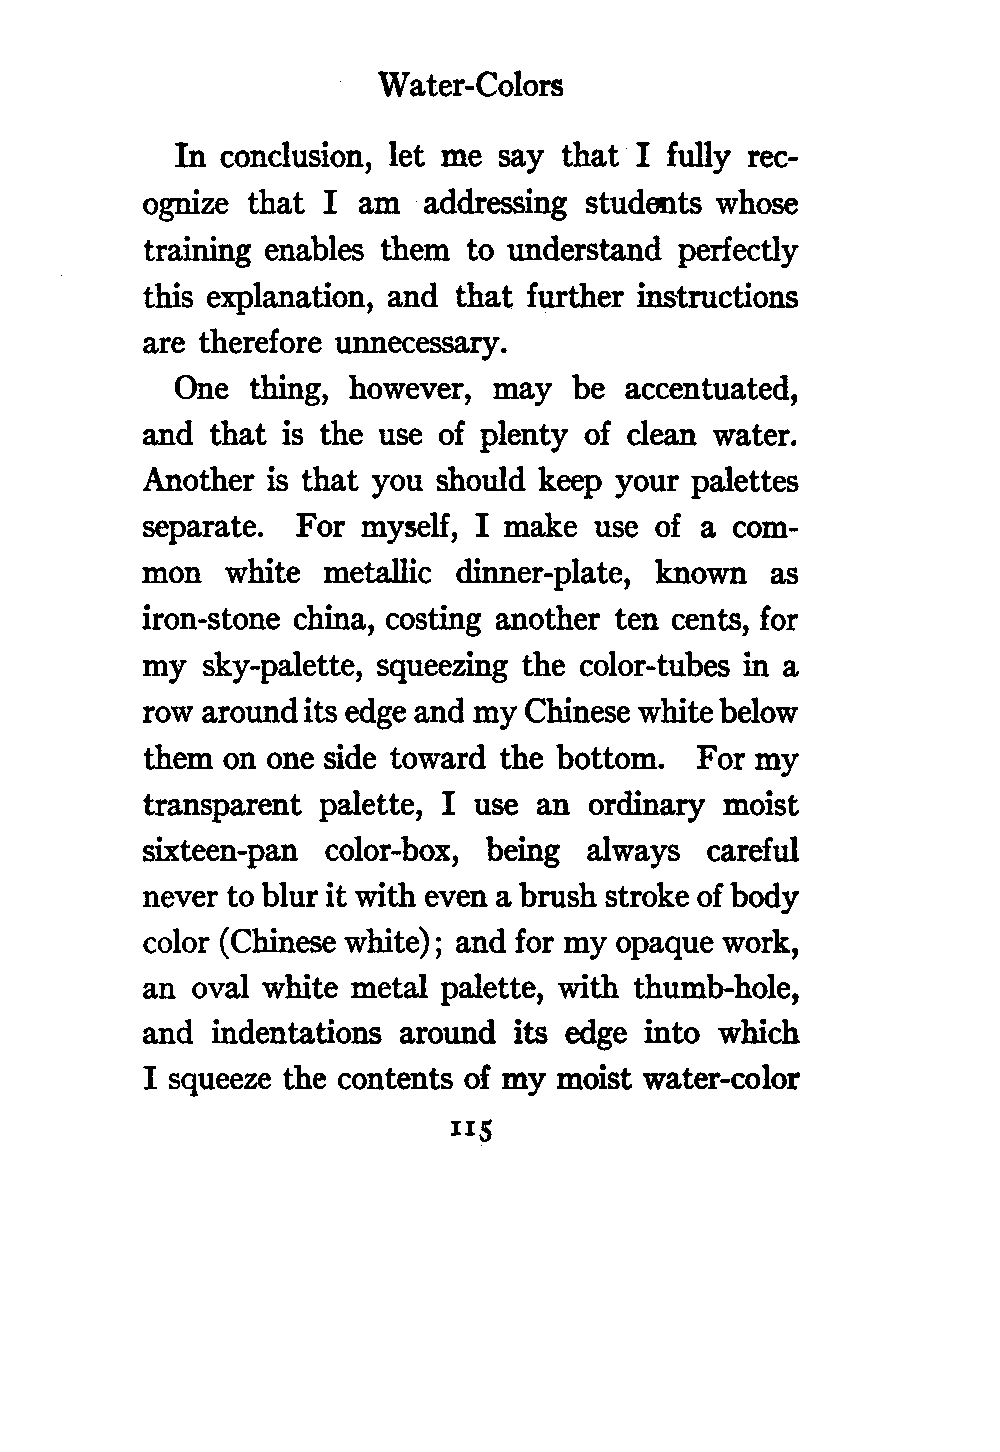 Water-Colors
In conclusion, let me say that I fully rec-
ognize that I am addressing students whose
training enables them to understand perfectly
this explanation, and that further instructions
are therefore unnecessary.
One thing, however, may be accentuated,
and that is the use of plenty of clean water.
Another is that you should keep your palettes
separate. For myself, I make use of a com-
mon white metallic dinner-plate, known as
iron-stone china, costing another ten cents, for
my sky-palette, squeezing the color-tubes in a
row around its edge and my Chinese white below
them on one side toward the bottom. For my
transparent palette, I use an ordinary moist
sixteen-pan color-box, being always careful
never to blur it with even a brush stroke of body
color (Chinese white); and for my opaque work,
an oval white metal palette, with thumb-hole,
and indentations around its edge into which
I squeeze the contents of my moist water-color
115